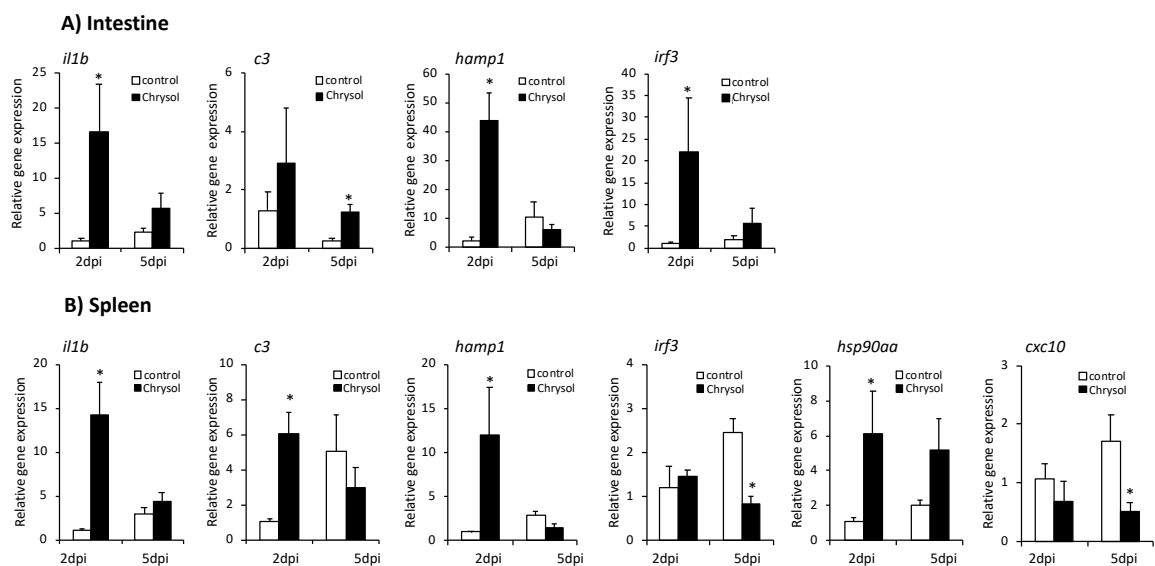 A) Intestine
il1b
Relative gene expression
25
20
15
10
5
0
*
control
Chrysol
2dpi 5dpi
c3
Relative gene expression
6
4
2
0
*
control
Chrysol
2dpi 5dpi
hamp1
Relative gene expression
60
50
40
30
20
10
0
*
control
Chrysol
2dpi 5dpi
irf3
Relative gene expression
40
35
30
25
20
15
10
5
0
*
control
Chrysol
2dpi 5dpi
B) Spleen
il1b
Relative gene expression
20
15
10
5
0
*
control
Chrysol
2dpi 5dpi
c3
Relative gene expression
10
8
6
4
2
0
*
control
Chrysol
2dpi 5dpi
hamp1
Relative gene expression
20
15
10
5
0
*
control
Chrysol
2dpi 5dpi
irf3
Relative gene expression
4
3
2
1
0
*
control
Chrysol
2dpi 5dpi
hsp90aa
Relative gene expression
10
8
6
4
2
0
*
control
Chrysol
2dpi 5dpi
cxc10
Relative gene expression
3
2
1
0
*
control
Chrysol
2dpi 5dpi